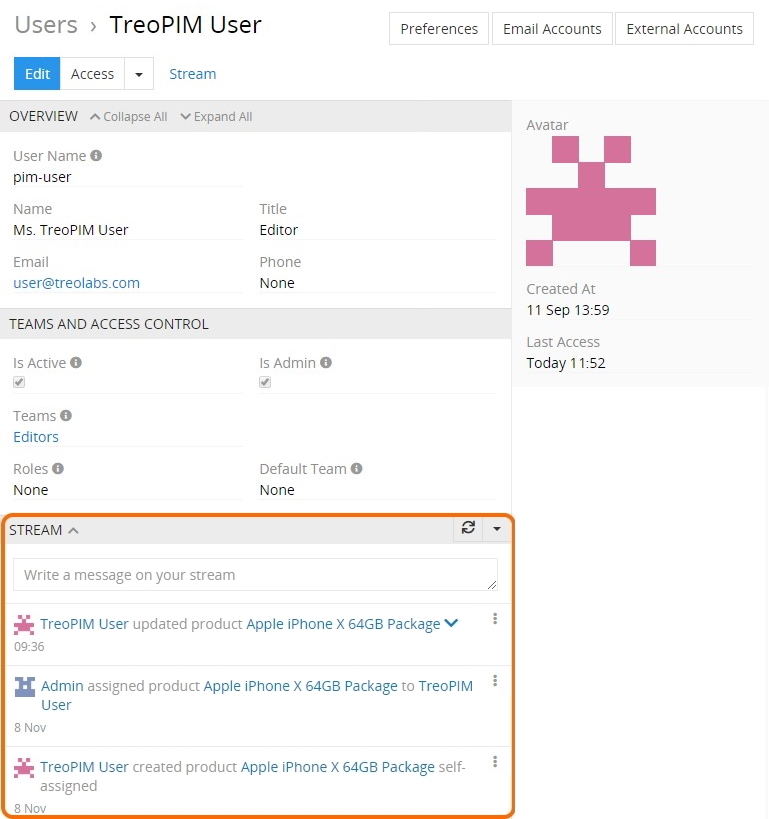 Users › TreoPIM User
Preferences
Email Accounts
External Accounts
Edit
Access
Stream
OVERVIEW Collapse All Expand All
User Name
pim-user
Name
Ms. TreoPIM User
Title
Editor
Email
user@treolabs.com
Phone
None
TEAMS AND ACCESS CONTROL
Is Active
Is Admin
Teams
Editors
Roles
None
Default Team
None
STREAM
Write a message on your stream
TreoPIM User updated product Apple iPhone X 64GB Package
09:36
Admin assigned product Apple iPhone X 64GB Package to TreoPIM
User
8 Nov
TreoPIM User created product Apple iPhone X 64GB Package self-
assigned
8 Nov
Avatar
Created At
11 Sep 13:59
Last Access
Today 11:52